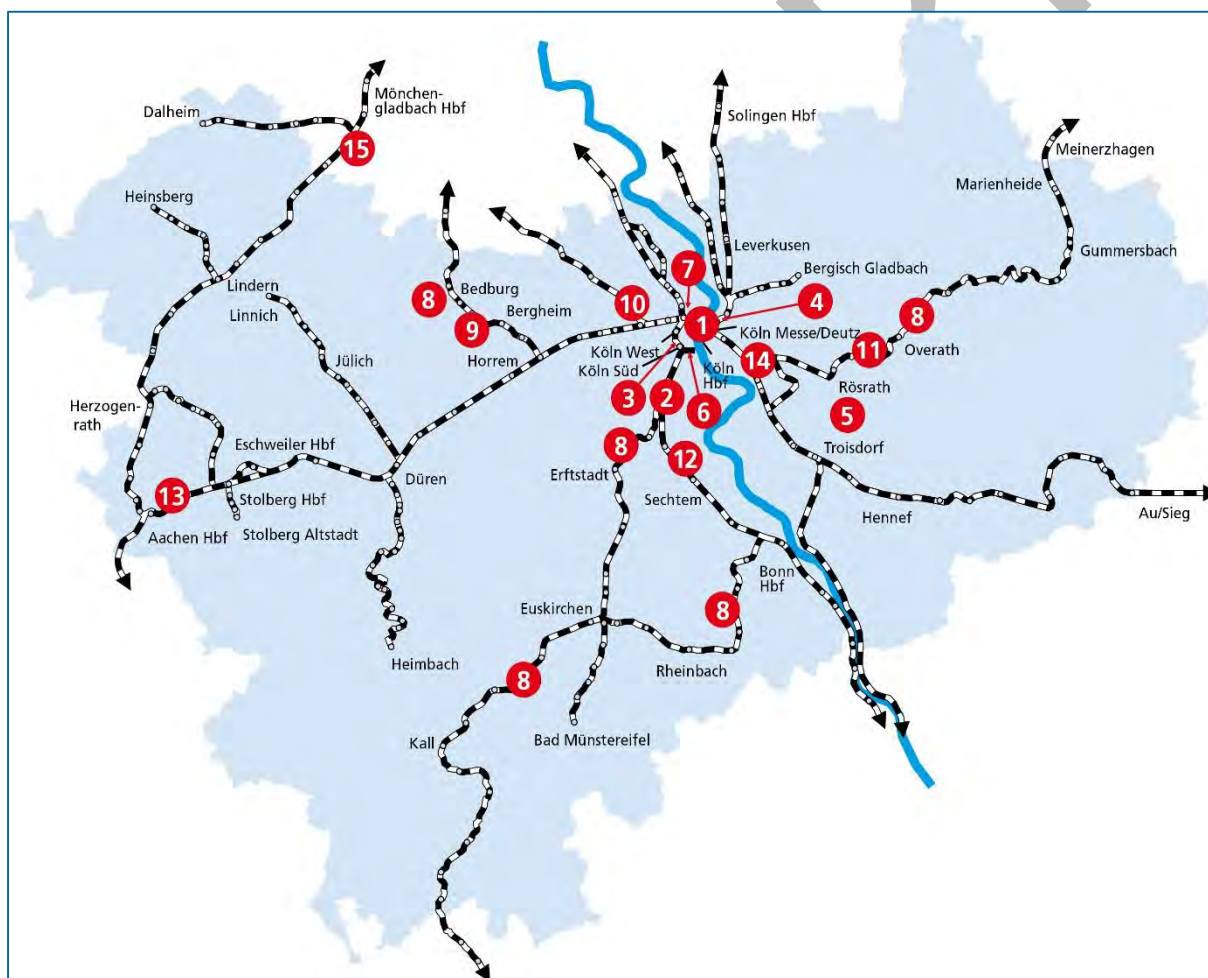 Mönchen-
gladbach Hbf
Dalheim
15
Solingen Hbf
Meinerzhagen
Marienheide
Heinsberg
Leverkusen
Gummersbach
7
Bergisch Gladbach
Lindern
Linnich
8
Bedburg
9
Bergheim
10
4
8
1
Köln Messe/Deutz
11
Overath
Jülich
Horrem
Köln West
Köln Süd
Köln
Hbf
14
Rösrath
3
2
6
5
Herzogen-
rath
Eschweiler Hbf
8
Troisdorf
12
Erftstadt
Düren
Sechtem
13
Stolberg Hbf
Hennef
Au/Sieg
Aachen Hbf
Stolberg Altstadt
Bonn
Hbf
Euskirchen
8
Heimbach
Rheinbach
8
Kall
Bad Münstereifel